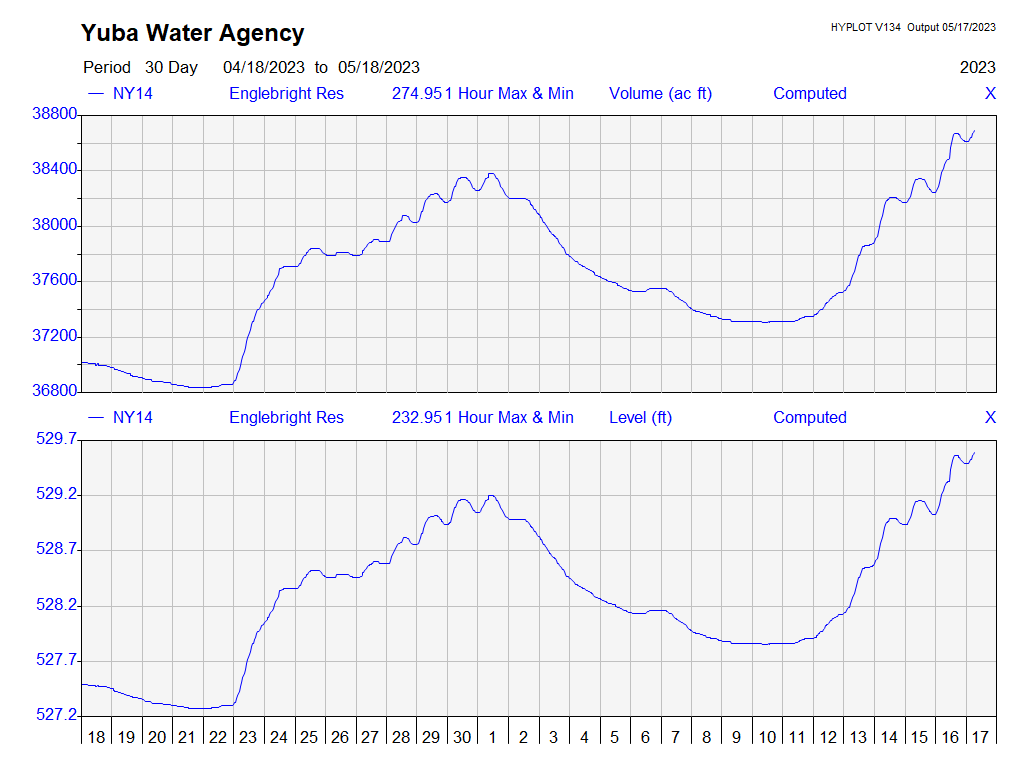 Yuba Water Agency
HYPLOT V134 Output 05/17/2023
Period 30 Day 04/18/2023 to 05/18/2023 2023
— NY14 Englebright Res 274.951 Hour Max & Min Volume (ac ft) Computed X
38800
38400
38000
37600
37200
36800
— NY14 Englebright Res 232.951 Hour Max & Min Level (ft) Computed X
529.7
529.2
528.7
528.2
527.7
527.2
18 19 20 21 22 23 24 25 26 27 28 29 30 1 2 3 4 5 6 7 8 9 10 11 12 13 14 15 16 17